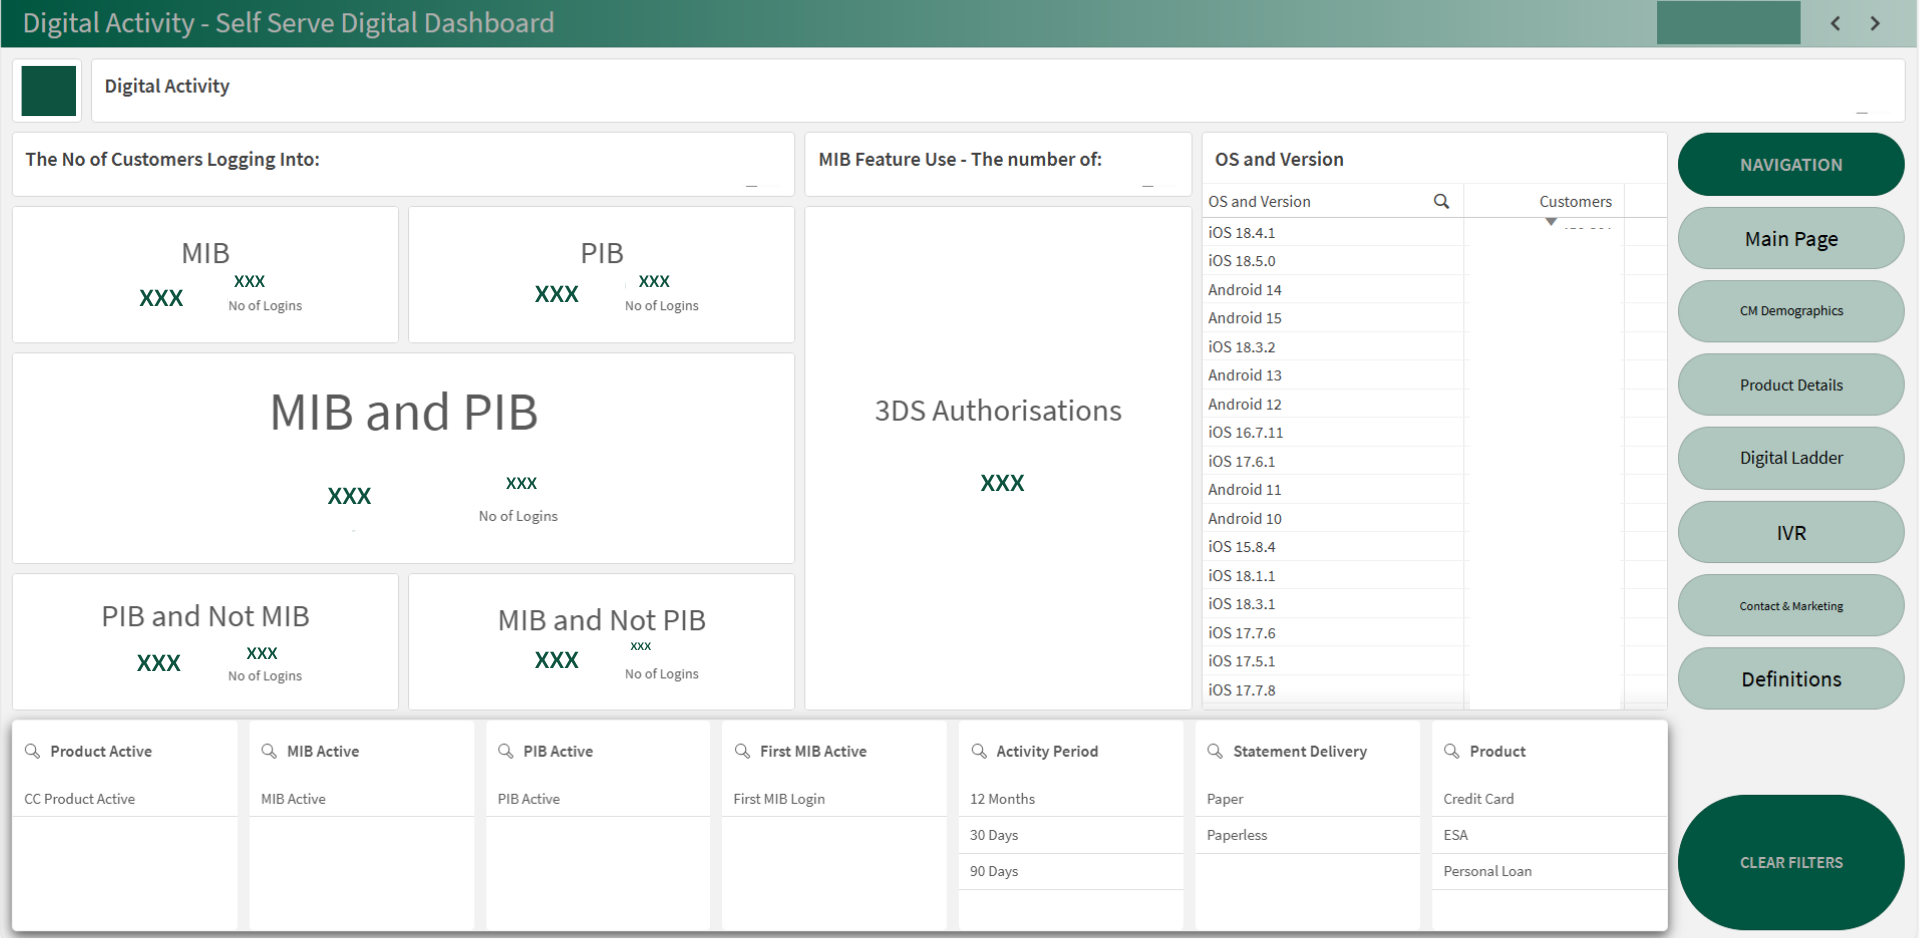 Digital Activity - Self Serve Digital Dashboard
Digital Activity
The No of Customers Logging Into:
MIB Feature Use - The number of:
OS and Version
NAVIGATION
OS and Version
Customers
MIB
XXX
XXX
No of Logins
PIB
XXX
XXX
No of Logins
MIB and PIB
XXX
XXX
No of Logins
PIB and Not MIB
XXX
XXX
No of Logins
MIB and Not PIB
XXX
XXX
No of Logins
3DS Authorisations
XXX
iOS 18.4.1
iOS 18.5.0
Android 14
Android 15
iOS 18.3.2
Android 13
Android 12
iOS 16.7.11
iOS 17.6.1
Android 11
Android 10
iOS 15.8.4
iOS 18.1.1
iOS 18.3.1
iOS 17.7.6
iOS 17.5.1
iOS 17.7.8
Main Page
CM Demographics
Product Details
Digital Ladder
IVR
Contact & Marketing
Definitions
Product Active
CC Product Active
MIB Active
MIB Active
PIB Active
PIB Active
First MIB Active
First MIB Login
Activity Period
12 Months
30 Days
90 Days
Statement Delivery
Paper
Paperless
Product
Credit Card
ESA
Personal Loan
CLEAR FILTERS